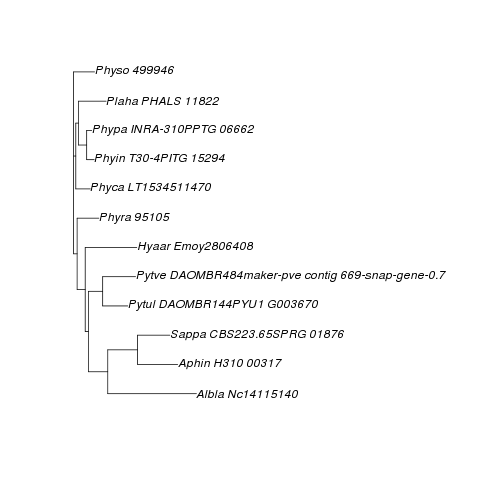 Physo 499946
Plaha PHALS 11822
Phypa INRA-310PPTG 06662
Phyin T30-4PITG 15294
Phyca LT1534511470
Phyra 95105
Hyaar Emoy2806408
Pytve DAOMBR484maker-pve contig 669-snap-gene-0.7
Pytul DAOMBR144PYU1 G003670
Sappa CBS223.65SPRG 01876
Aphin H310 00317
Albla Nc14115140